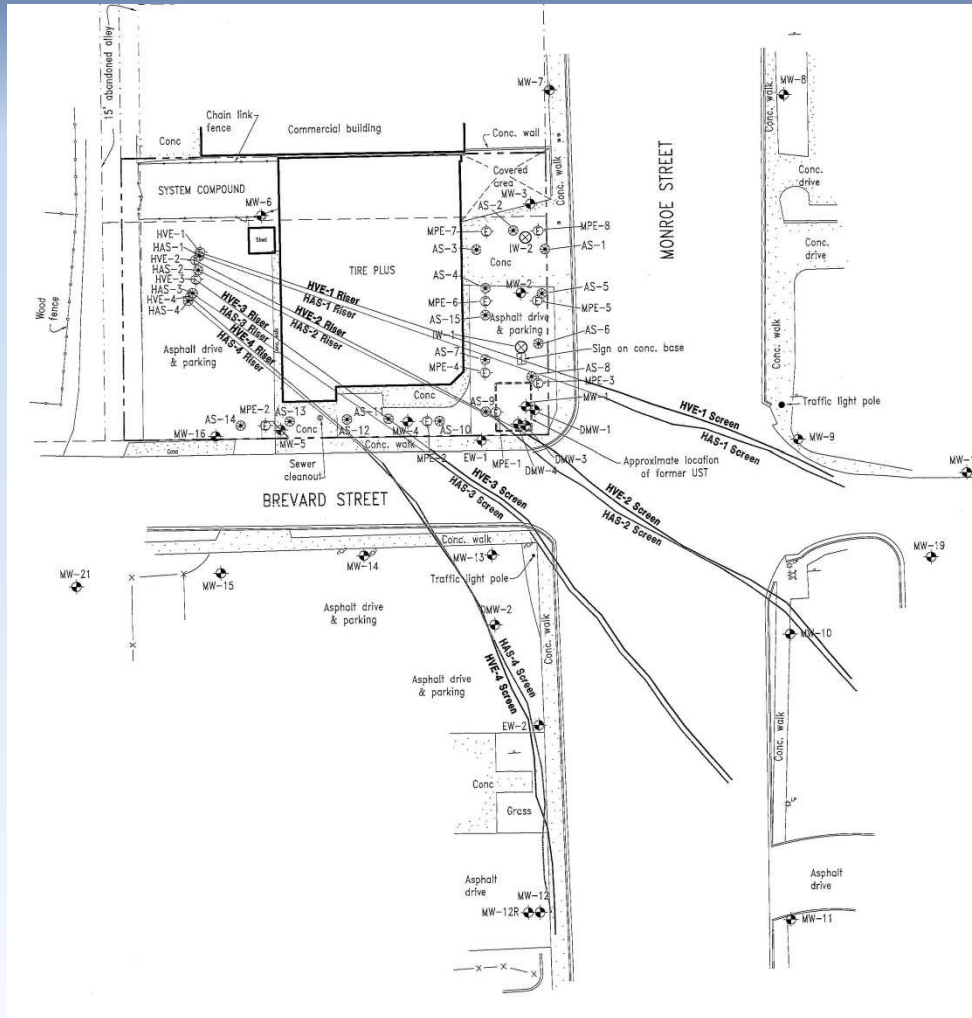 15' abandoned alley
MW-7
MW-8
Conc. walk
Chain link
fence
Commercial building
Conc. wall
Conc
Conc. walk
MONROE STREET
Conc.
drive
SYSTEM COMPOUND
Covered
area
MW-6
MW-3
AS-2
MPE-7
MPE-8
HVE-1
HAS-1
HVE-2
HAS-2
HVE-3
HAS-3
HVE-4
HAS-4
Shed
AS-3
IW-2
AS-1
Conc.
drive
TIRE PLUS
Conc
AS-4
MW-2
AS-5
MPE-6
MPE-5
Wood
fence
HVE-1 Riser
HAS-1 Riser
HVE-2 Riser
HAS-2 Riser
HVE-3 Riser
HAS-3 Riser
HVE-4 Riser
HAS-4 Riser
Asphalt drive
& parking
AS-15
IW-1
AS-6
Asphalt drive
& parking
Sign on conc. base
AS-7
MPE-4
AS-8
MPE-3
Conc. walk
Conc
AS-9
MW-1
HVE-1 Screen
HAS-1 Screen
Traffic light pole
AS-14
MPE-2
AS-13
AS-11
MW-16
MW-5
Conc
AS-12
MW-4
AS-10
DMW-1
MW-9
Conc
Conc. walk
MPE-2
EW-1
MPE-1
DMW-3
DMW-4
Approximate location
of former UST
Sewer
cleanout
BREVARD STREET
HVE-3 Screen
HAS-3 Screen
HVE-2 Screen
HAS-2 Screen
Conc. walk
MW-13
MW-14
MW-19
MW-21
MW-15
Traffic light pole
Asphalt drive
& parking
DMW-2
Conc. walk
MW-10
HAS-4 Screen
HVE-4 Screen
Asphalt drive
& parking
EW-2
Conc. walk
Conc
Grass
Asphalt
drive
MW-12
MW-12R
Asphalt
drive
MW-11